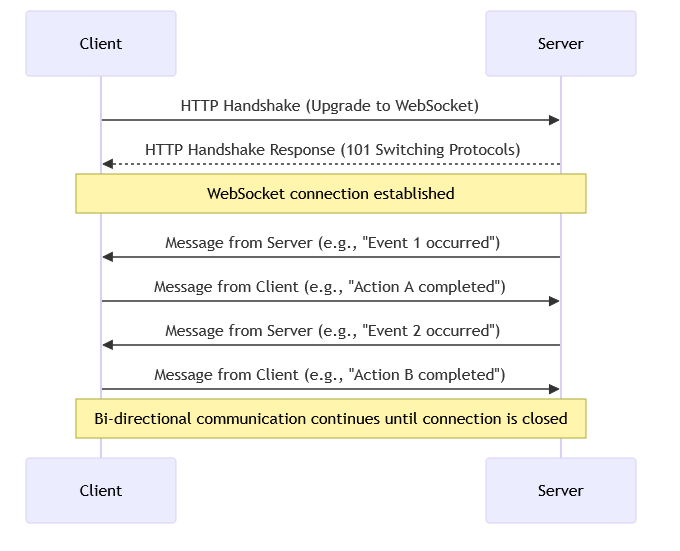 Client
Server
HTTP Handshake (Upgrade to WebSocket)
HTTP Handshake Response (101 Switching Protocols)
WebSocket connection established
Message from Server (e.g., "Event 1 occurred")
Message from Client (e.g., "Action A completed")
Message from Server (e.g., "Event 2 occurred")
Message from Client (e.g., "Action B completed")
Bi-directional communication continues until connection is closed
Client
Server